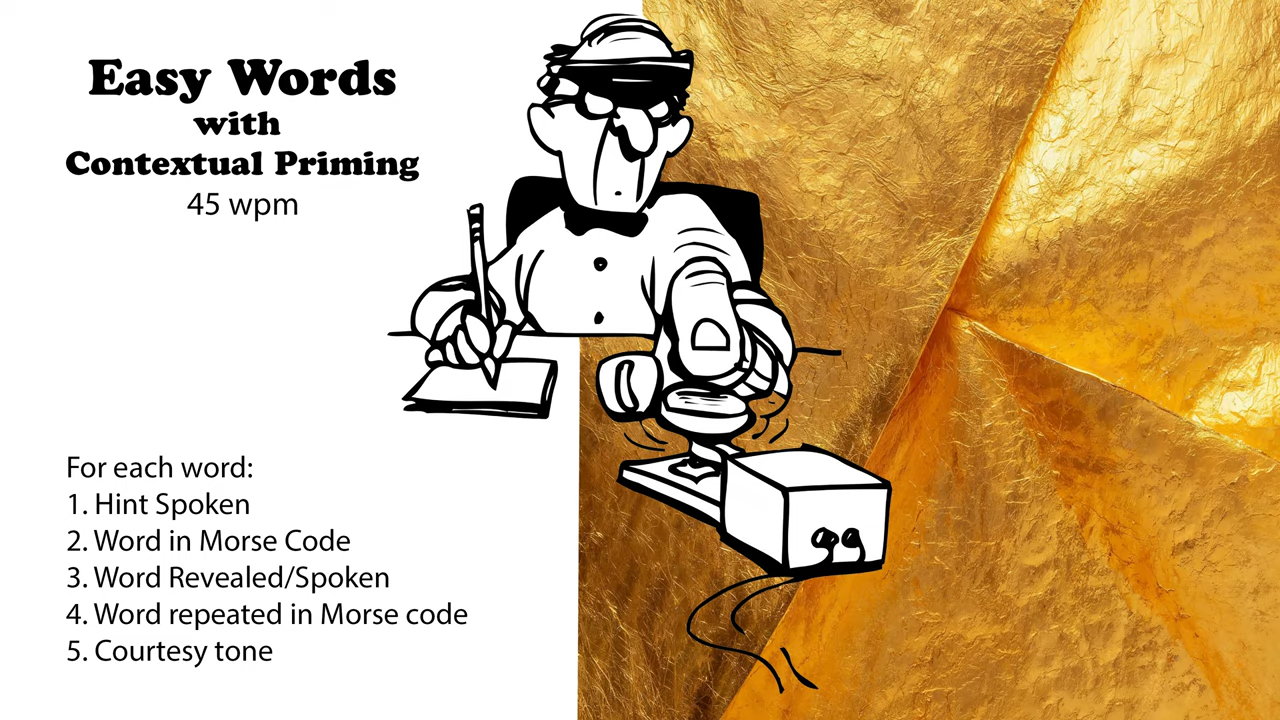 Easy Words
with
Contextual Priming
45 wpm
For each word:
1. Hint Spoken
2. Word in Morse Code
3. Word Revealed/Spoken
4. Word repeated in Morse code
5. Courtesy tone